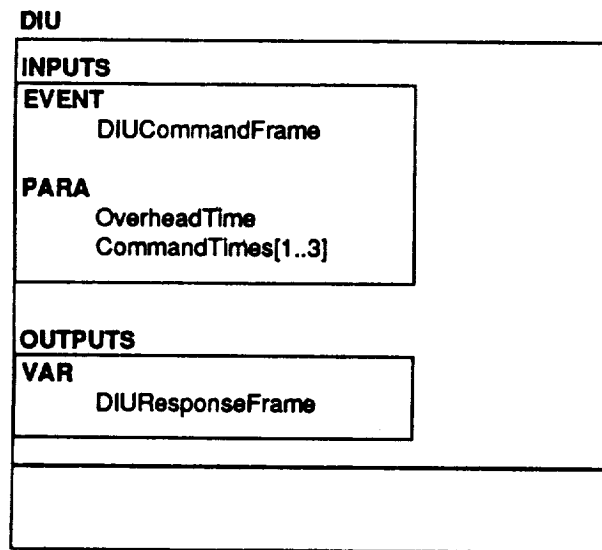 DIU
INPUTS
EVENT
DIUCommandFrame
PARA
OverheadTime
CommandTimes[1..3]
OUTPUTS
VAR
DIUResponseFrame